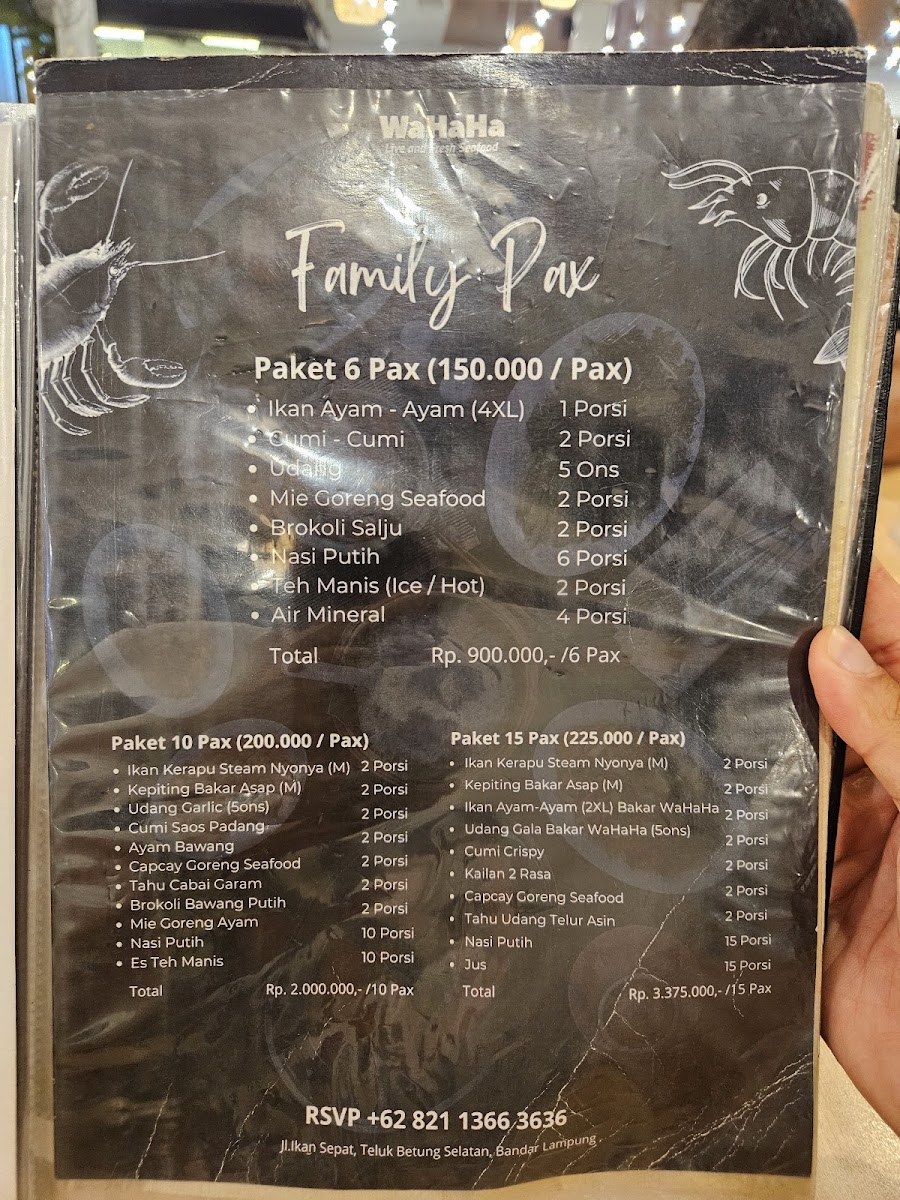 WaHaHa
Live and Fresh Seafood
Family Pax
Paket 6 Pax (150.000 / Pax)
• Ikan Ayam - Ayam (4XL) 1 Porsi
• Cumi - Cumi 2 Porsi
• Udang 5 Ons
• Mie Goreng Seafood 2 Porsi
• Brokoli Salju 2 Porsi
• Nasi Putih 6 Porsi
• Teh Manis (Ice / Hot) 2 Porsi
• Air Mineral 4 Porsi
Total Rp. 900.000,- /6 Pax
Paket 10 Pax (200.000 / Pax)
• Ikan Kerapu Steam Nyonya (M)
• Kepiting Bakar Asap (M)
• Udang Garlic (5ons)
• Cumi Saos Padang
• Ayam Bawang
• Capcay Goreng Seafood
• Tahu Cabai Garam
• Brokoli Bawang Putih
• Mie Goreng Ayam
• Nasi Putih
• Es Teh Manis
2 Porsi
2 Porsi
2 Porsi
2 Porsi
2 Porsi
2 Porsi
2 Porsi
10 Porsi
10 Porsi
Total Rp. 2.000.000,- /10 Pax
Paket 15 Pax (225.000 / Pax)
• Ikan Kerapu Steam Nyonya (M)
• Kepiting Bakar Asap (M)
• Ikan Ayam-Ayam (2XL) Bakar WaHaHa
• Udang Gala Bakar WaHaHa (5ons)
• Cumi Crispy
• Kailan 2 Rasa
• Capcay Goreng Seafood
• Tahu Udang Telur Asin
• Nasi Putih
• Jus
2 Porsi
2 Porsi
2 Porsi
2 Porsi
2 Porsi
2 Porsi
2 Porsi
15 Porsi
15 Porsi
Total Rp. 3.375.000,- /15 Pax
RSVP +62 821 1366 3636
Jl.Ikan Sepat, Teluk Betung Selatan, Bandar Lampung